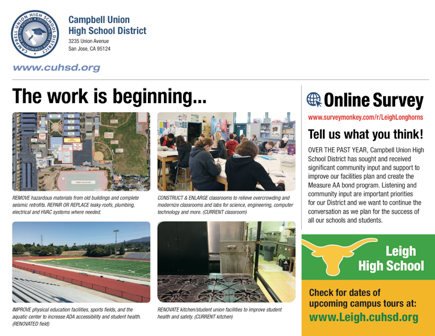 CAMPBELL UNION HIGH SCHOOL DISTRICT
Campbell Union
High School District
3235 Union Avenue
San Jose, CA 95124
www.cuhsd.org
The work is beginning...
REMOVE hazardous materials from old buildings and complete
seismic retrofits. REPAIR OR REPLACE leaky roofs, plumbing,
electrical and HVAC systems where needed.
CONSTRUCT & ENLARGE classrooms to relieve overcrowding and
modernize classrooms and labs for science, engineering, computer
technology and more. (CURRENT classroom)
IMPROVE physical education facilities, sports fields, and the
aquatic center to increase ADA accessibility and student health.
(RENOVATED field)
RENOVATE kitchen/student union facilities to improve student
health and safety. (CURRENT kitchen)
Online Survey
www.surveymonkey.com/r/LeighLonghorns
Tell us what you think!
OVER THE PAST YEAR, Campbell Union High
School District has sought and received
significant community input and support to
improve our facilities plan and create the
Measure AA bond program. Listening and
community input are important priorities
for our District and we want to continue the
conversation as we plan for the success of
all our schools and students.
Leigh
High School
Check for dates of
upcoming campus tours at:
www.Leigh.cuhsd.org